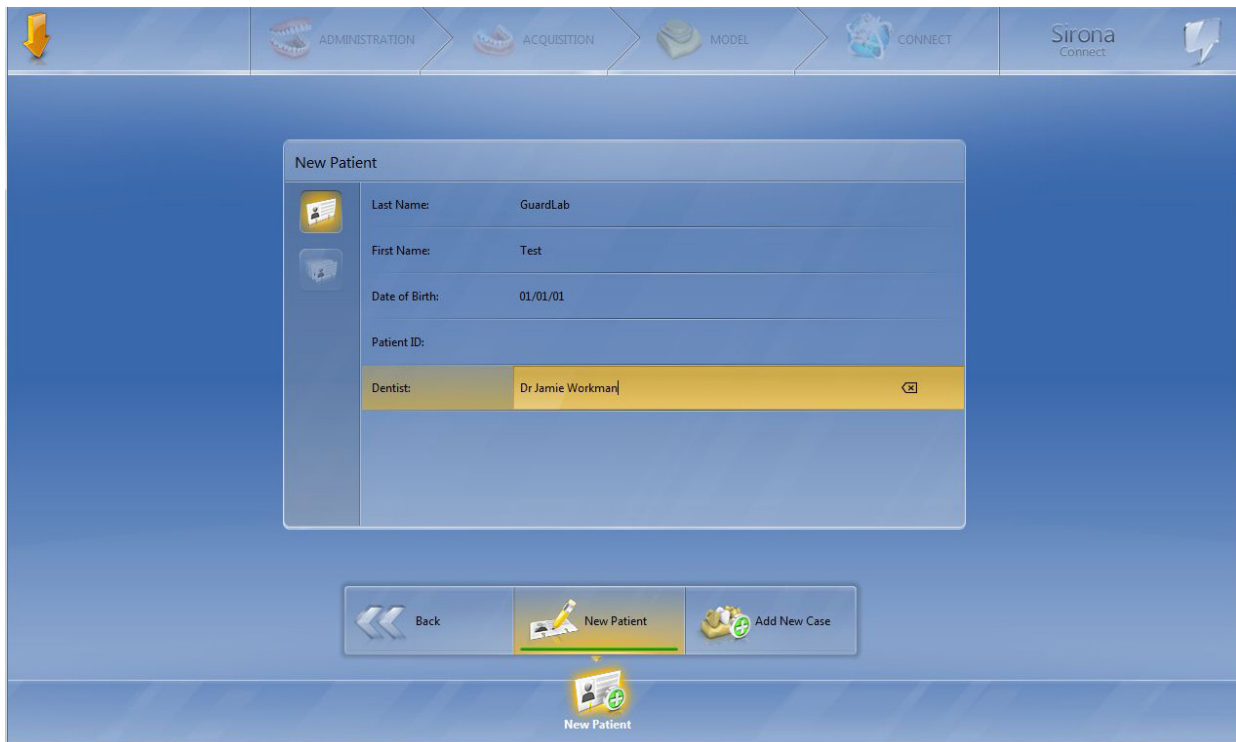 ADMINISTRATION
ACQUISITION
MODEL
CONNECT
Sirona
Connect
New Patient
Last Name: GuardLab
First Name: Test
Date of Birth: 01/01/01
Patient ID:
Dentist: Dr Jamie Workman
Back
New Patient
Add New Case
New Patient